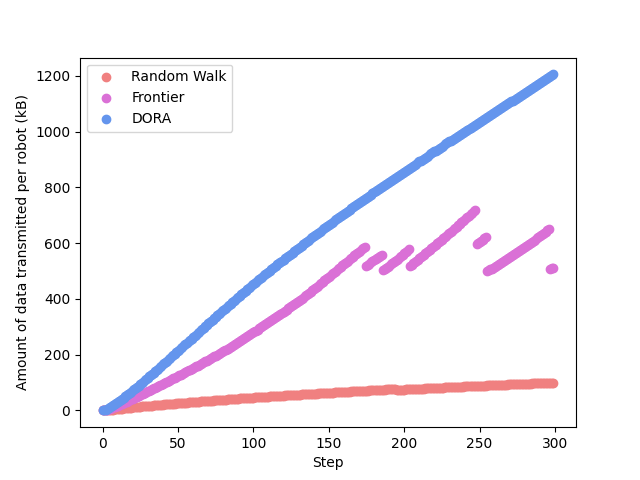 Random Walk
Frontier
DORA
Amount of data transmitted per robot (kB)
1200
1000
800
600
400
200
0
0 50 100 150 200 250 300
Step